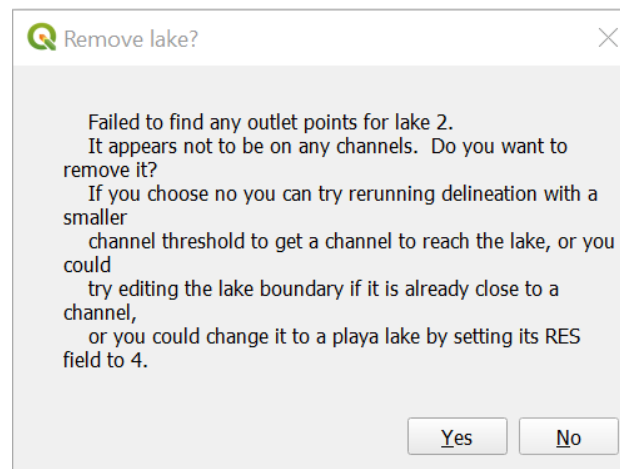 Remove lake?
Failed to find any outlet points for lake 2.
It appears not to be on any channels.  Do you want to
remove it?
If you choose no you can try rerunning delineation with a
smaller
channel threshold to get a channel to reach the lake, or you
could
try editing the lake boundary if it is already close to a
channel,
or you could change it to a playa lake by setting its RES
field to 4.
Yes No